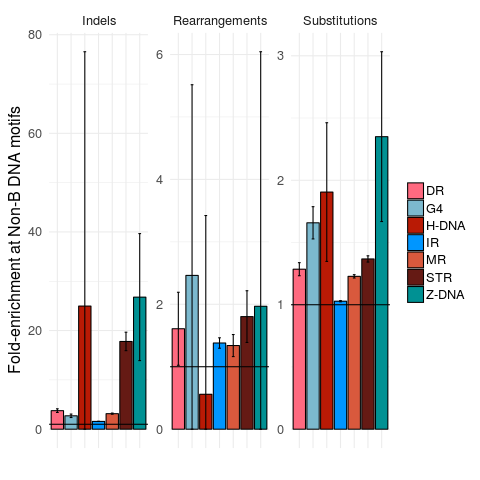 Indels Rearrangements Substitutions
Fold-enrichment at Non-B DNA motifs
80
60
40
20
0
6
4
2
0
3
2
1
0
DR
G4
H-DNA
IR
MR
STR
Z-DNA